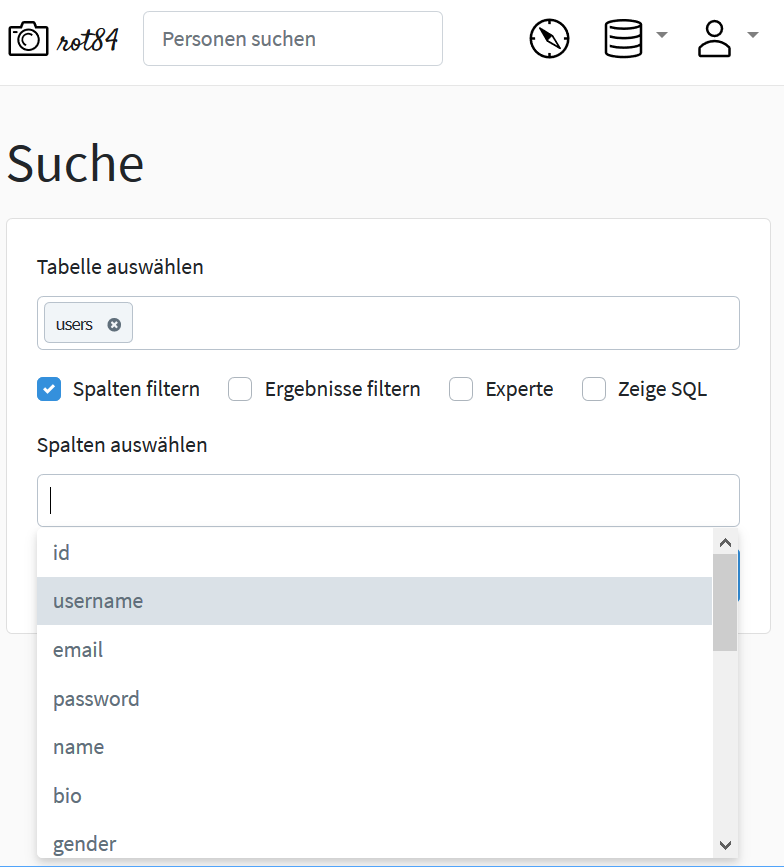 rot84
Personen suchen
Suche
Tabelle auswählen
users
Spalten filtern Ergebnisse filtern Experte Zeige SQL
Spalten auswählen
id
username
email
password
name
bio
gender